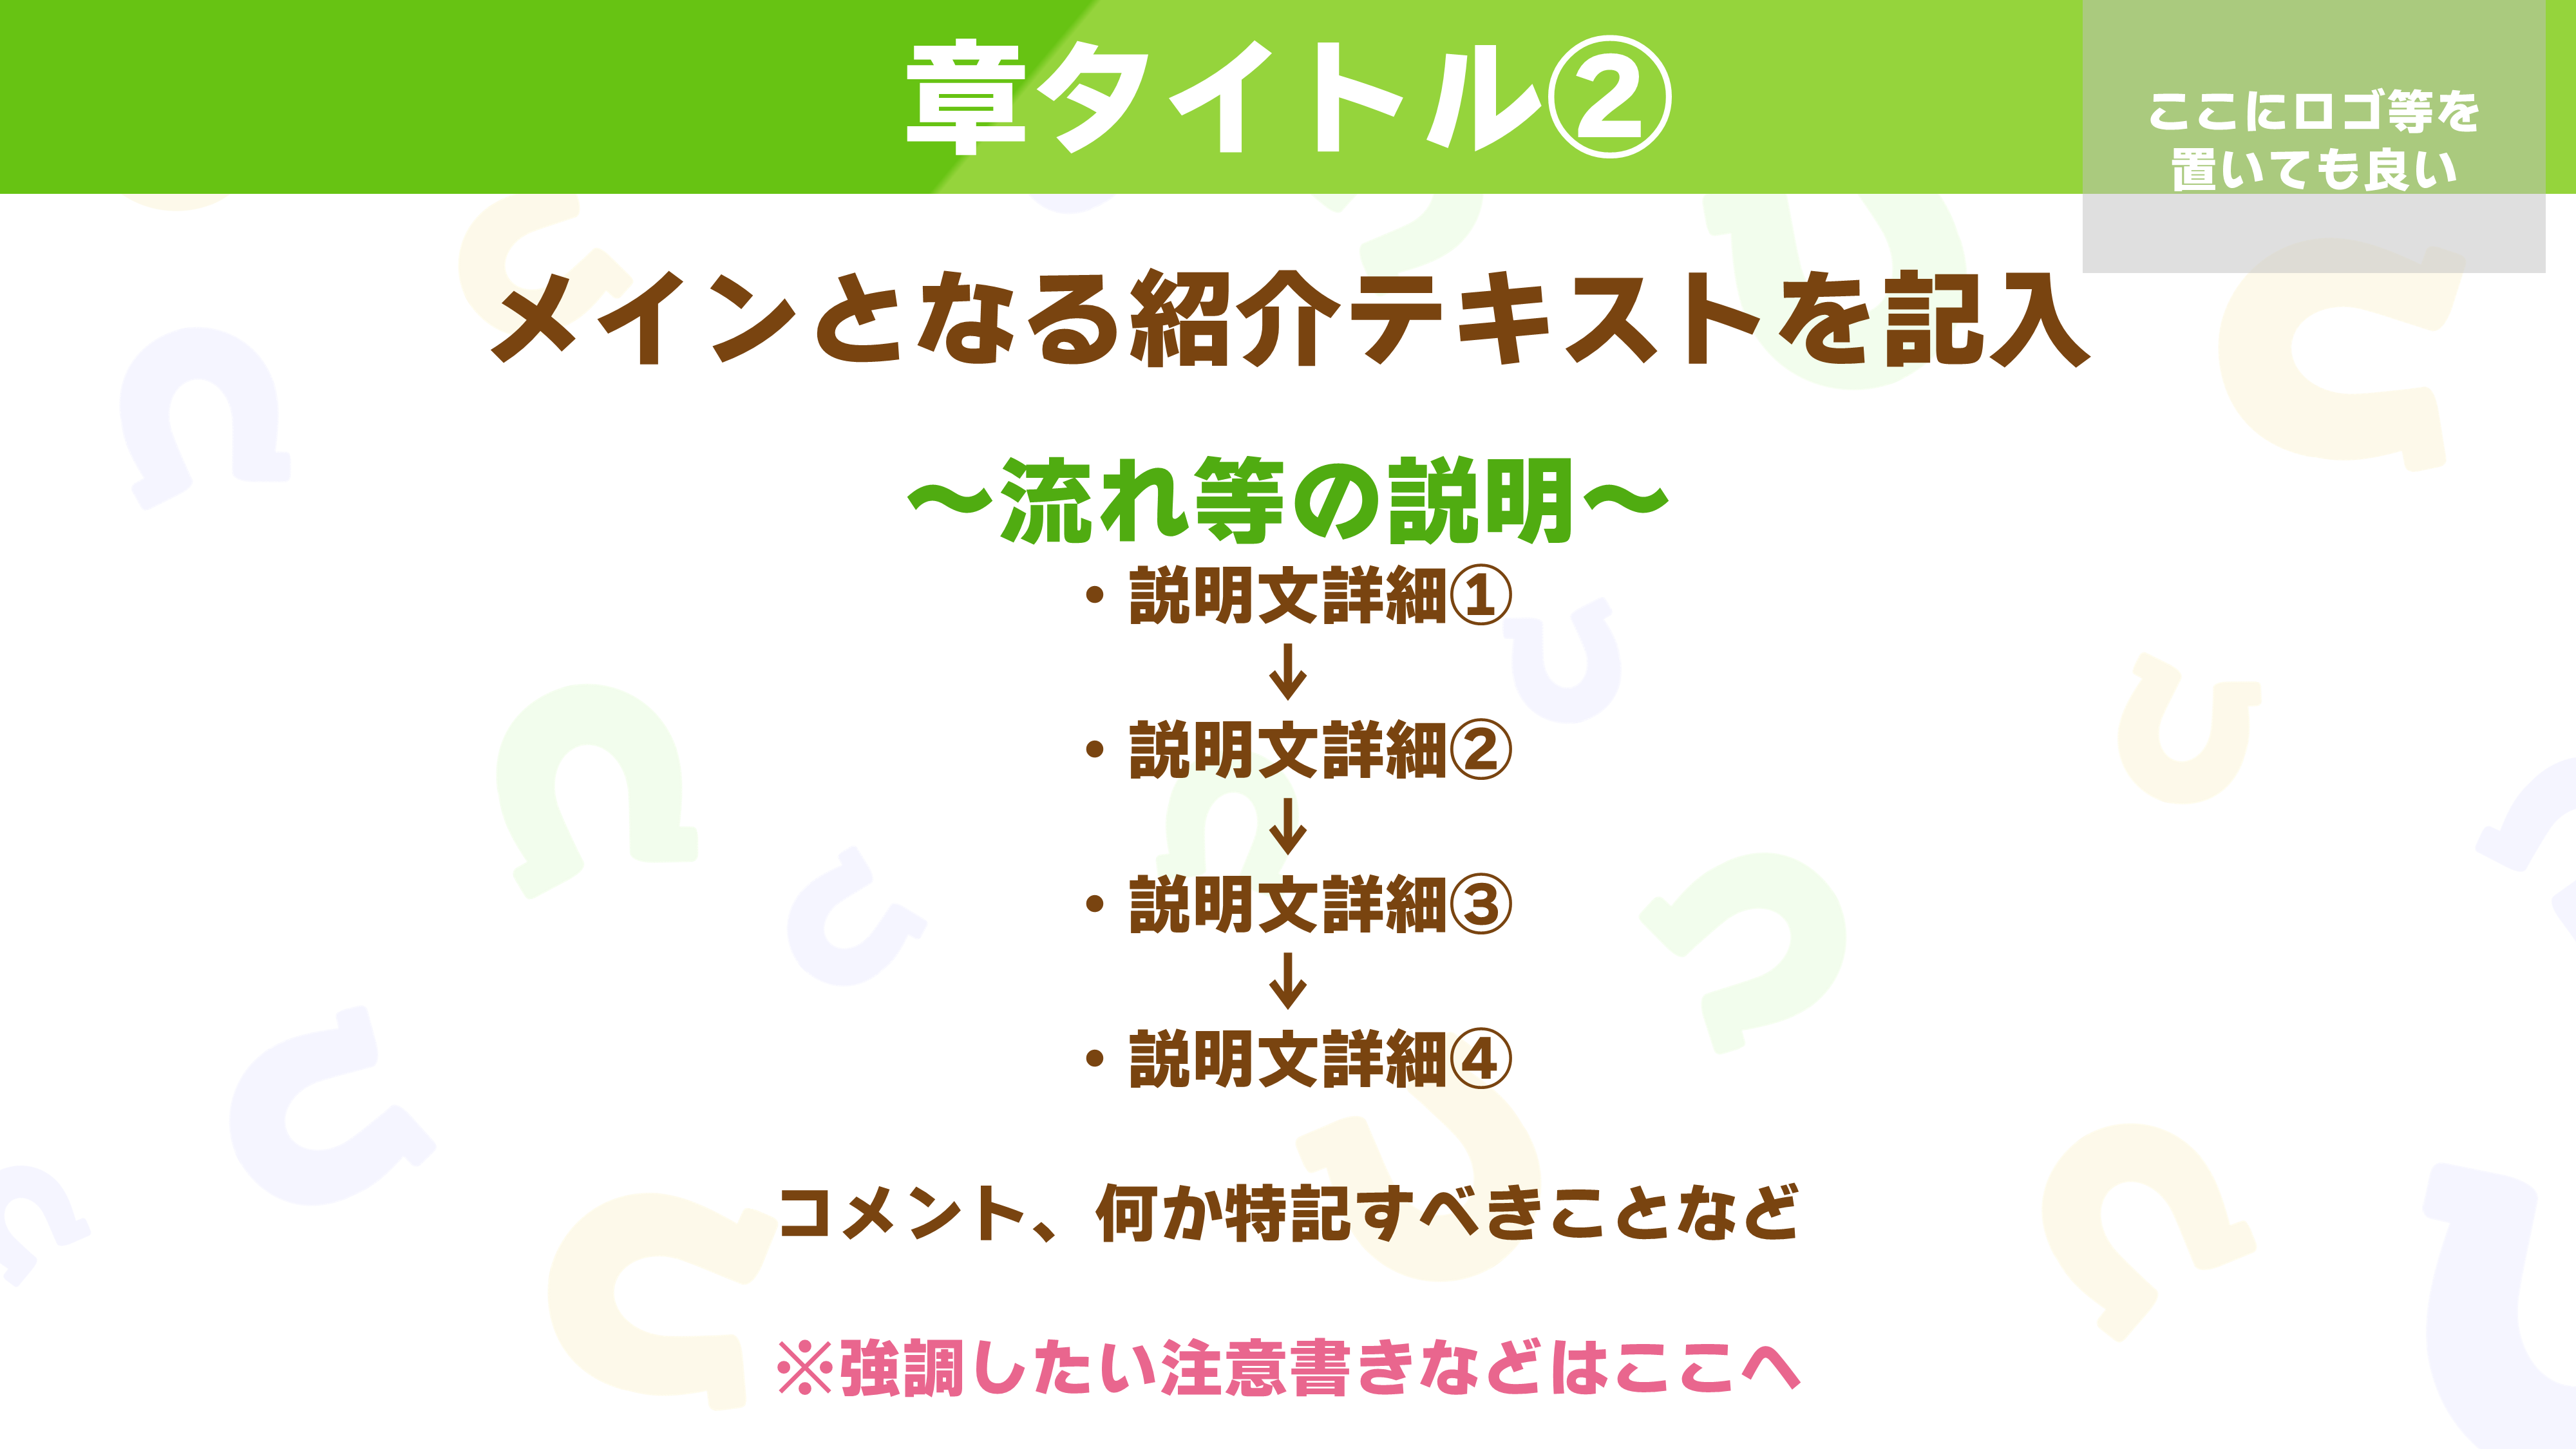 章タイトル②
ここにロゴ等を
置いても良い
メインとなる紹介テキストを記入
～流れ等の説明～
・説明文詳細①
↓
・説明文詳細②
↓
・説明文詳細③
↓
・説明文詳細④
コメント、何か特記すべきことなど
※強調したい注意書きなどはここへ